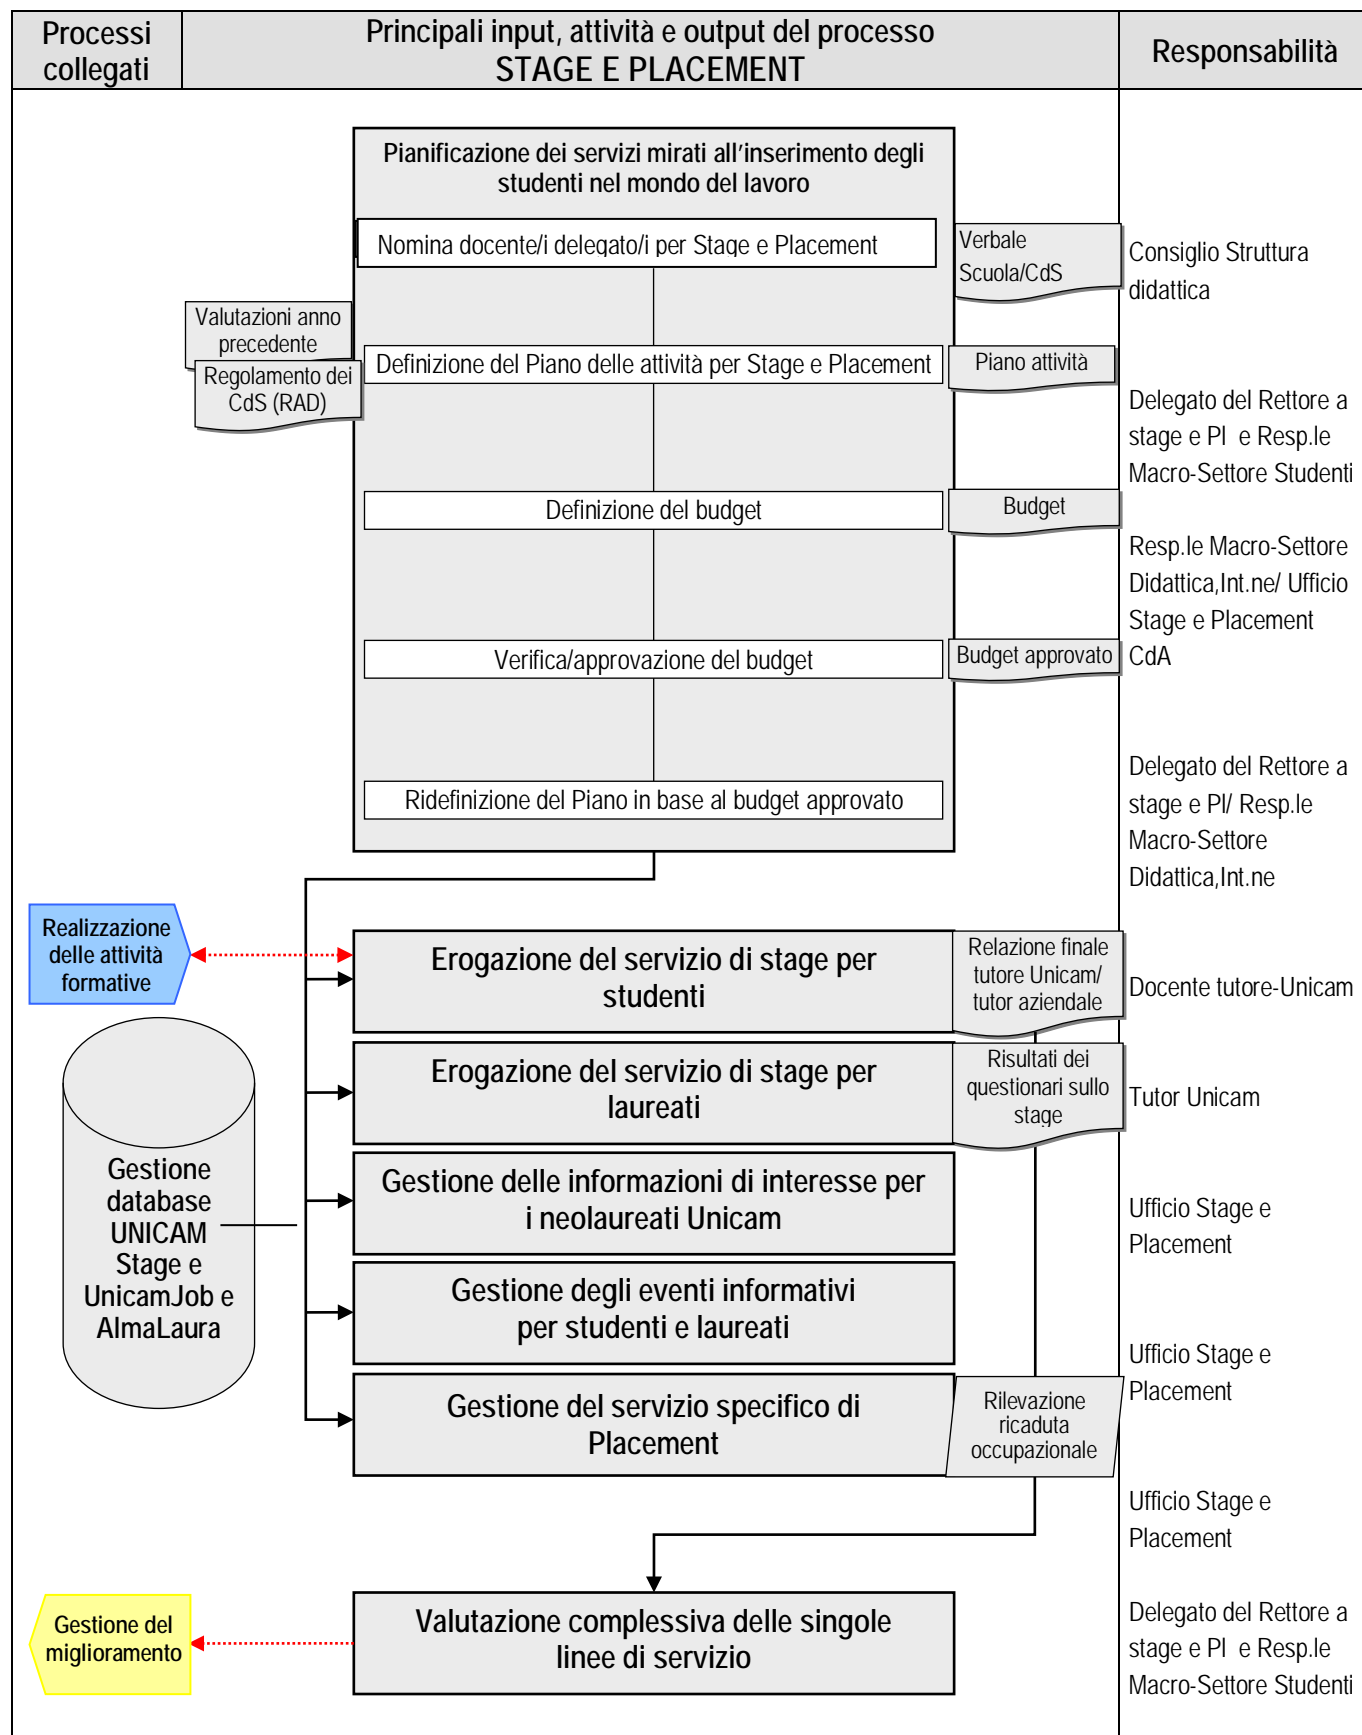 Processi
collegati
Principali input, attività e output del processo
STAGE E PLACEMENT
Responsabilità
Pianificazione dei servizi mirati all'inserimento degli
studenti nel mondo del lavoro
Nomina docente/i delegato/i per Stage e Placement
Verbale
Scuola/CdS
Consiglio Struttura
didattica
Valutazioni anno
precedente
Regolamento dei
CdS (RAD)
Definizione del Piano delle attività per Stage e Placement
Piano attività
Delegato del Rettore a
stage e Pl e Resp.le
Macro-Settore Studenti
Definizione del budget
Budget
Resp.le Macro-Settore
Didattica,Int.ne/ Ufficio
Stage e Placement
Verifica/approvazione del budget
Budget approvato
CdA
Ridefinizione del Piano in base al budget approvato
Delegato del Rettore a
stage e Pl/ Resp.le
Macro-Settore
Didattica,Int.ne
Realizzazione
delle attività
formative
Erogazione del servizio di stage per
studenti
Relazione finale
tutore Unicam/
tutor aziendale
Docente tutore-Unicam
Erogazione del servizio di stage per
laureati
Risultati dei
questionari sullo
stage
Tutor Unicam
Gestione
database
UNICAM
Stage e
UnicamJob e
AlmaLaura
Gestione delle informazioni di interesse per
i neolaureati Unicam
Ufficio Stage e
Placement
Gestione degli eventi informativi
per studenti e laureati
Ufficio Stage e
Placement
Gestione del servizio specifico di
Placement
Rilevazione
ricaduta
occupazionale
Ufficio Stage e
Placement
Gestione del
miglioramento
Valutazione complessiva delle singole
linee di servizio
Delegato del Rettore a
stage e Pl e Resp.le
Macro-Settore Studenti